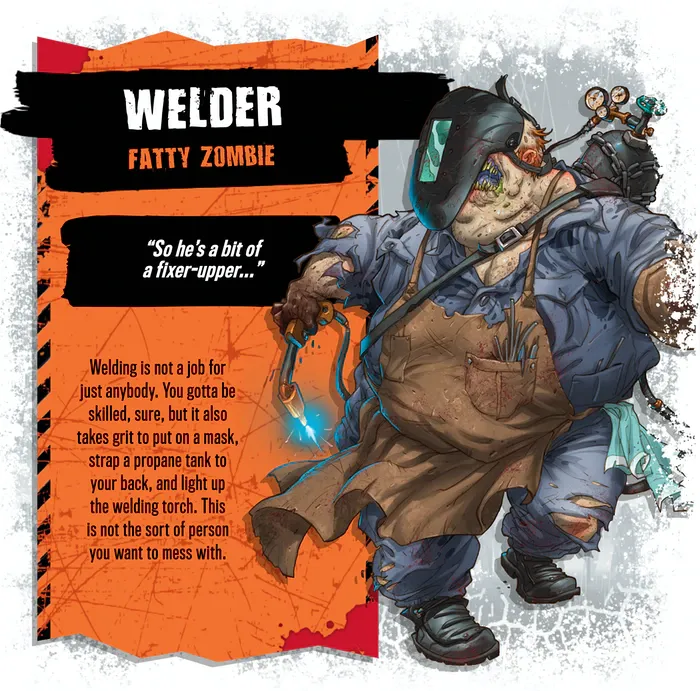 WELDER
FATTY ZOMBIE
“So he’s a bit of
a fixer-upper...”
Welding is not a job for
just anybody. You gotta be
skilled, sure, but it also
takes grit to put on a mask,
strap a propane tank to
your back, and light up
the welding torch. This
is not the sort of person
you want to mess with.